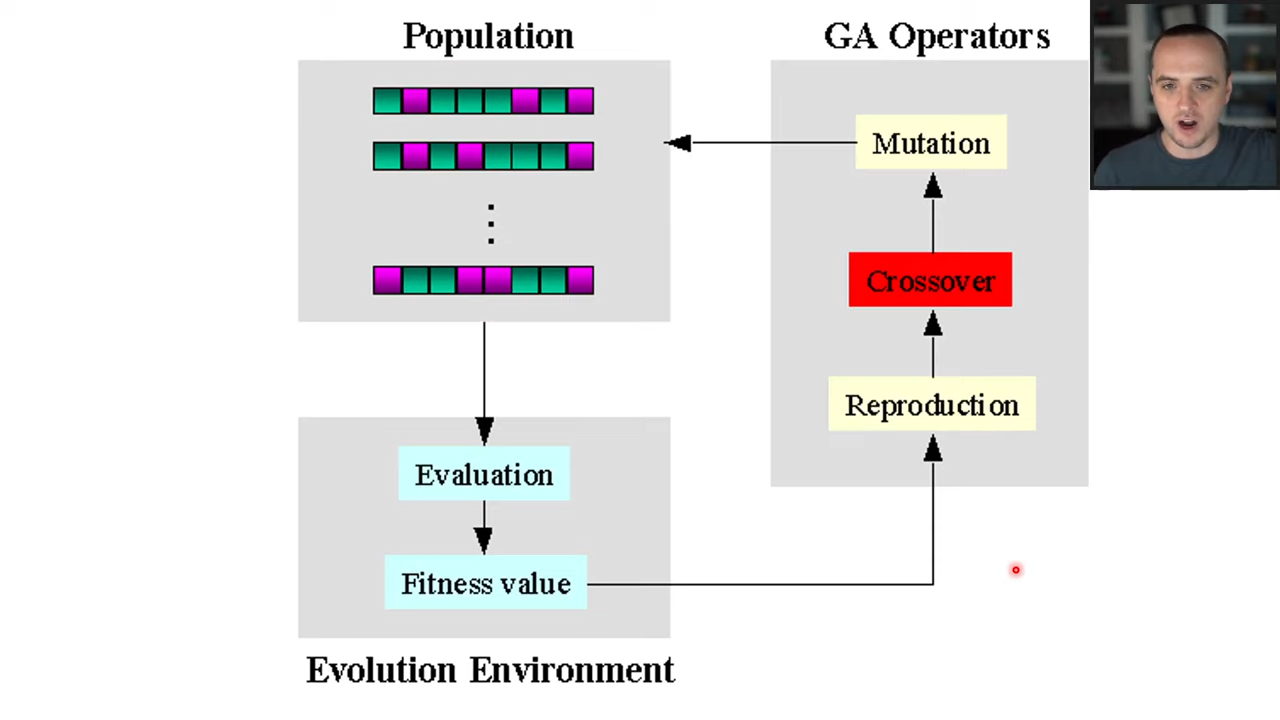 Population
GA Operators
Mutation
Crossover
Reproduction
Evaluation
Fitness value
Evolution Environment